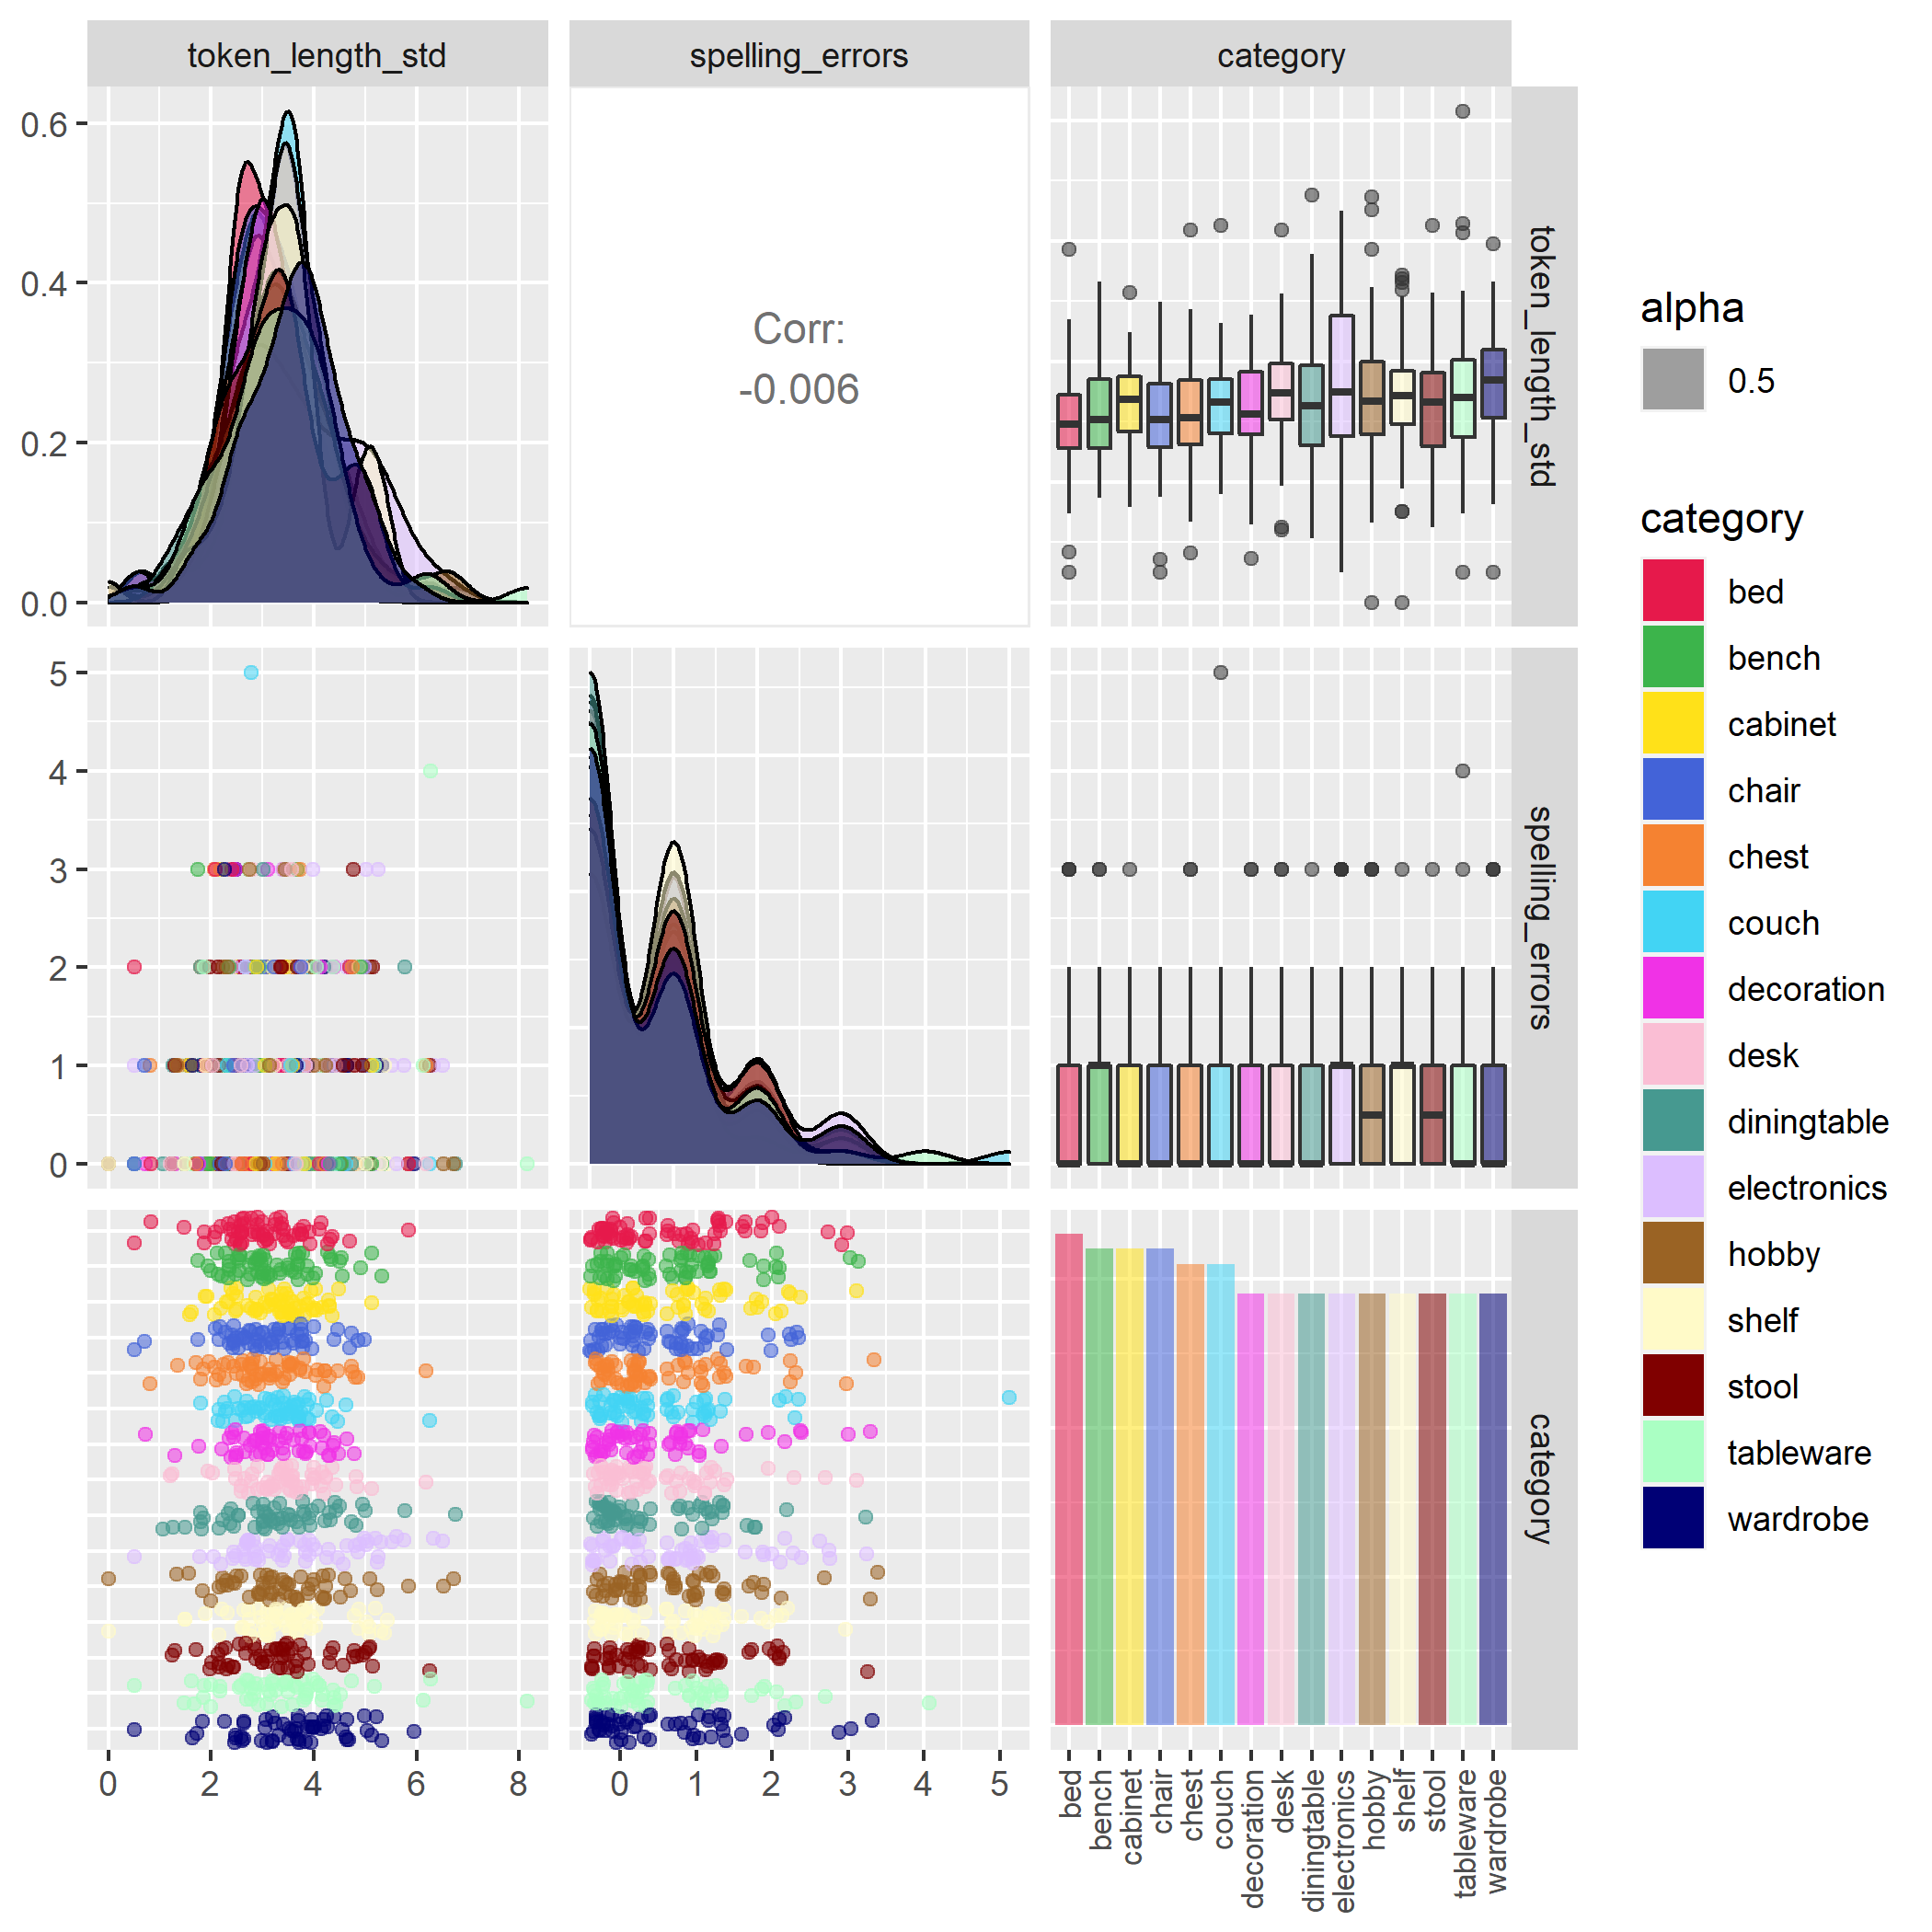 token_length_std
spelling_errors
category
0.6
0.4
0.2
0.0
Corr:
-0.006
token_length_std
5
4
3
2
1
0
spelling_errors
category
0
2
4
6
8
0
1
2
3
4
5
bed
bench
cabinet
chair
chest
couch
decoration
desk
diningtable
electronics
hobby
shelf
stool
tableware
wardrobe
alpha
0.5
category
bed
bench
cabinet
chair
chest
couch
decoration
desk
diningtable
electronics
hobby
shelf
stool
tableware
wardrobe